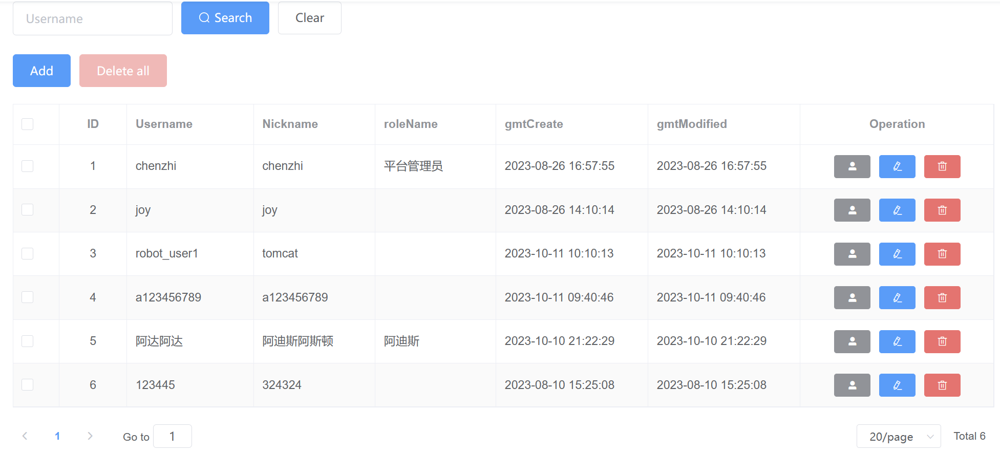 Username Search Clear
Add Delete all
ID Username Nickname roleName gmtCreate gmtModified Operation
1 chenzhi chenzhi 平台管理员 2023-08-26 16:57:55 2023-08-26 16:57:55
2 joy joy 2023-08-26 14:10:14 2023-08-26 14:10:14
3 robot_user1 tomcat 2023-10-11 10:10:13 2023-10-11 10:10:13
4 a123456789 a123456789 2023-10-11 09:40:46 2023-10-11 09:40:46
5 阿达阿达 阿迪斯阿斯顿 阿迪斯 2023-10-10 21:22:29 2023-10-10 21:22:29
6 123445 324324 2023-08-10 15:25:08 2023-08-10 15:25:08
1 Go to 1 20/page Total 6